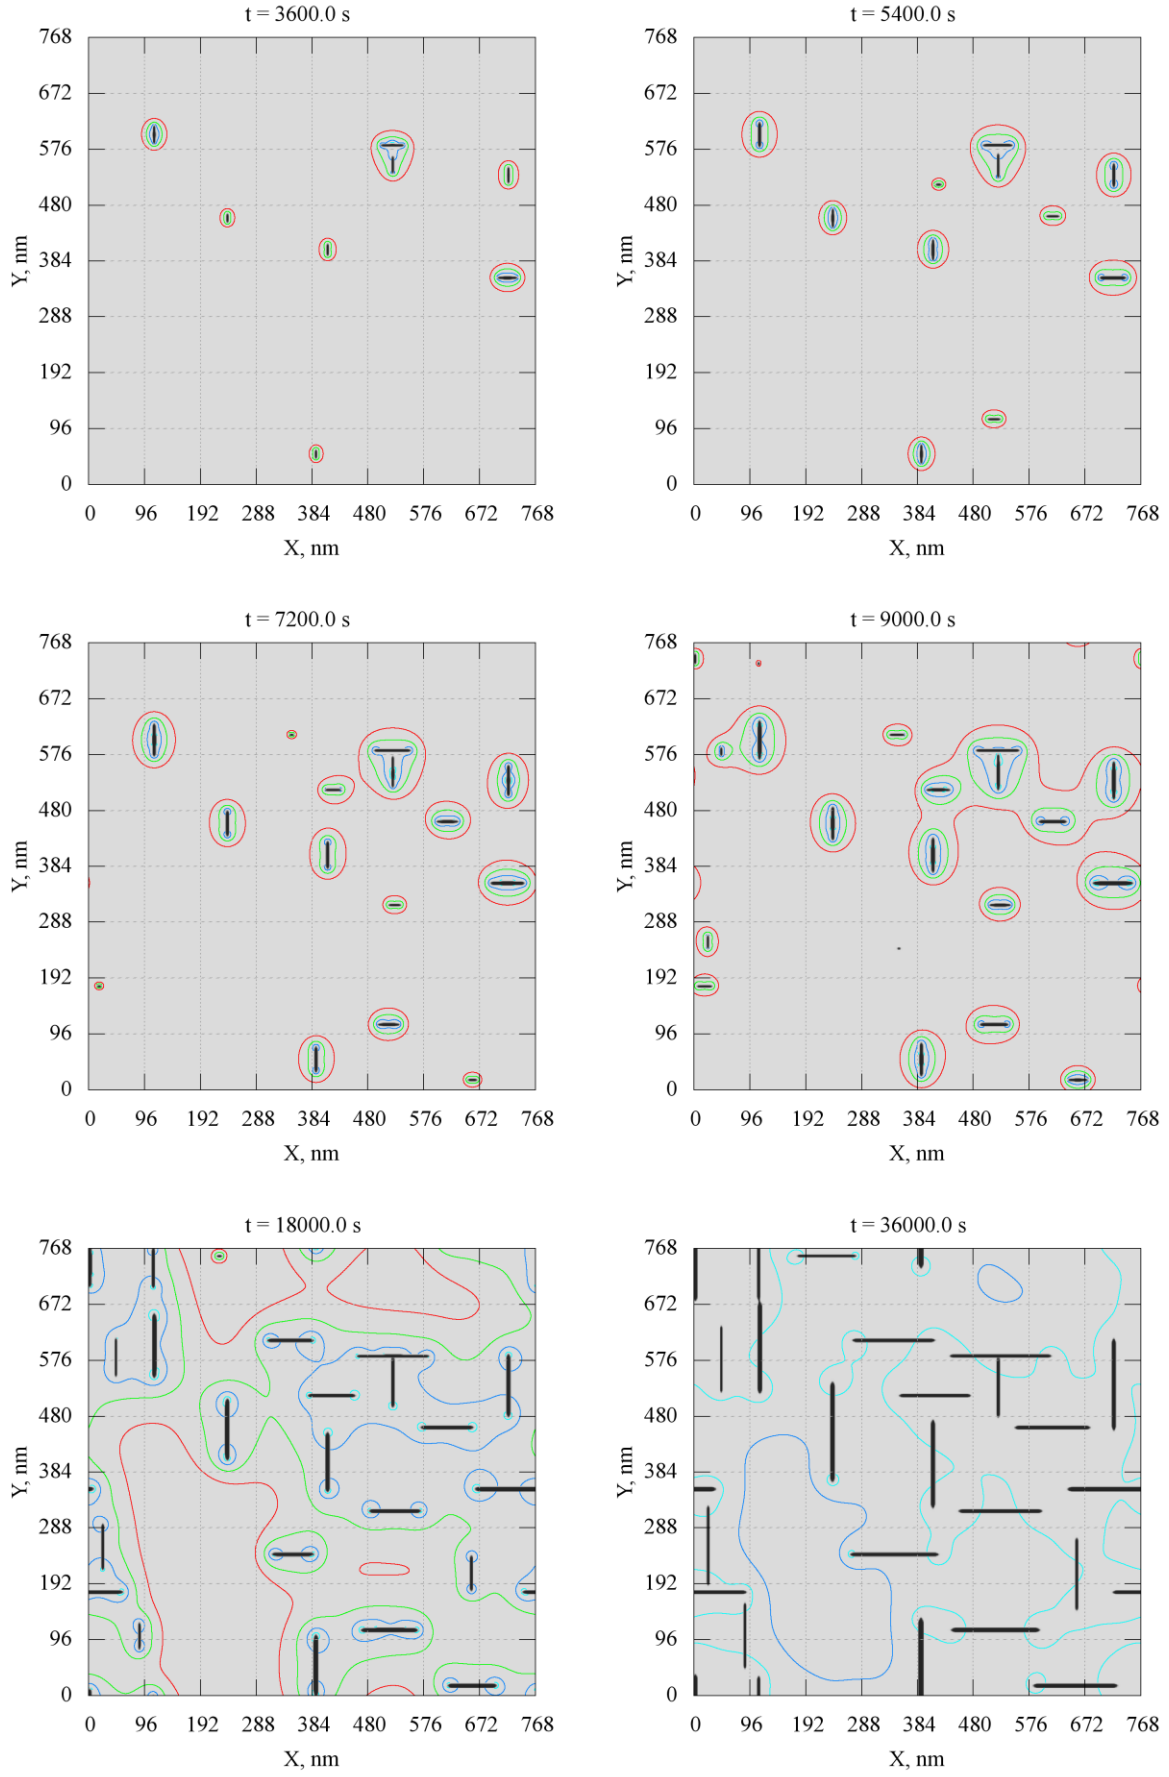 t = 3600.0 s
768
672
576
480
384
288
192
96
0
Y, nm
0 96 192 288 384 480 576 672 768
X, nm
t = 5400.0 s
768
672
576
480
384
288
192
96
0
Y, nm
0 96 192 288 384 480 576 672 768
X, nm
t = 7200.0 s
768
672
576
480
384
288
192
96
0
Y, nm
0 96 192 288 384 480 576 672 768
X, nm
t = 9000.0 s
768
672
576
480
384
288
192
96
0
Y, nm
0 96 192 288 384 480 576 672 768
X, nm
t = 18000.0 s
768
672
576
480
384
288
192
96
0
Y, nm
0 96 192 288 384 480 576 672 768
X, nm
t = 36000.0 s
768
672
576
480
384
288
192
96
0
Y, nm
0 96 192 288 384 480 576 672 768
X, nm